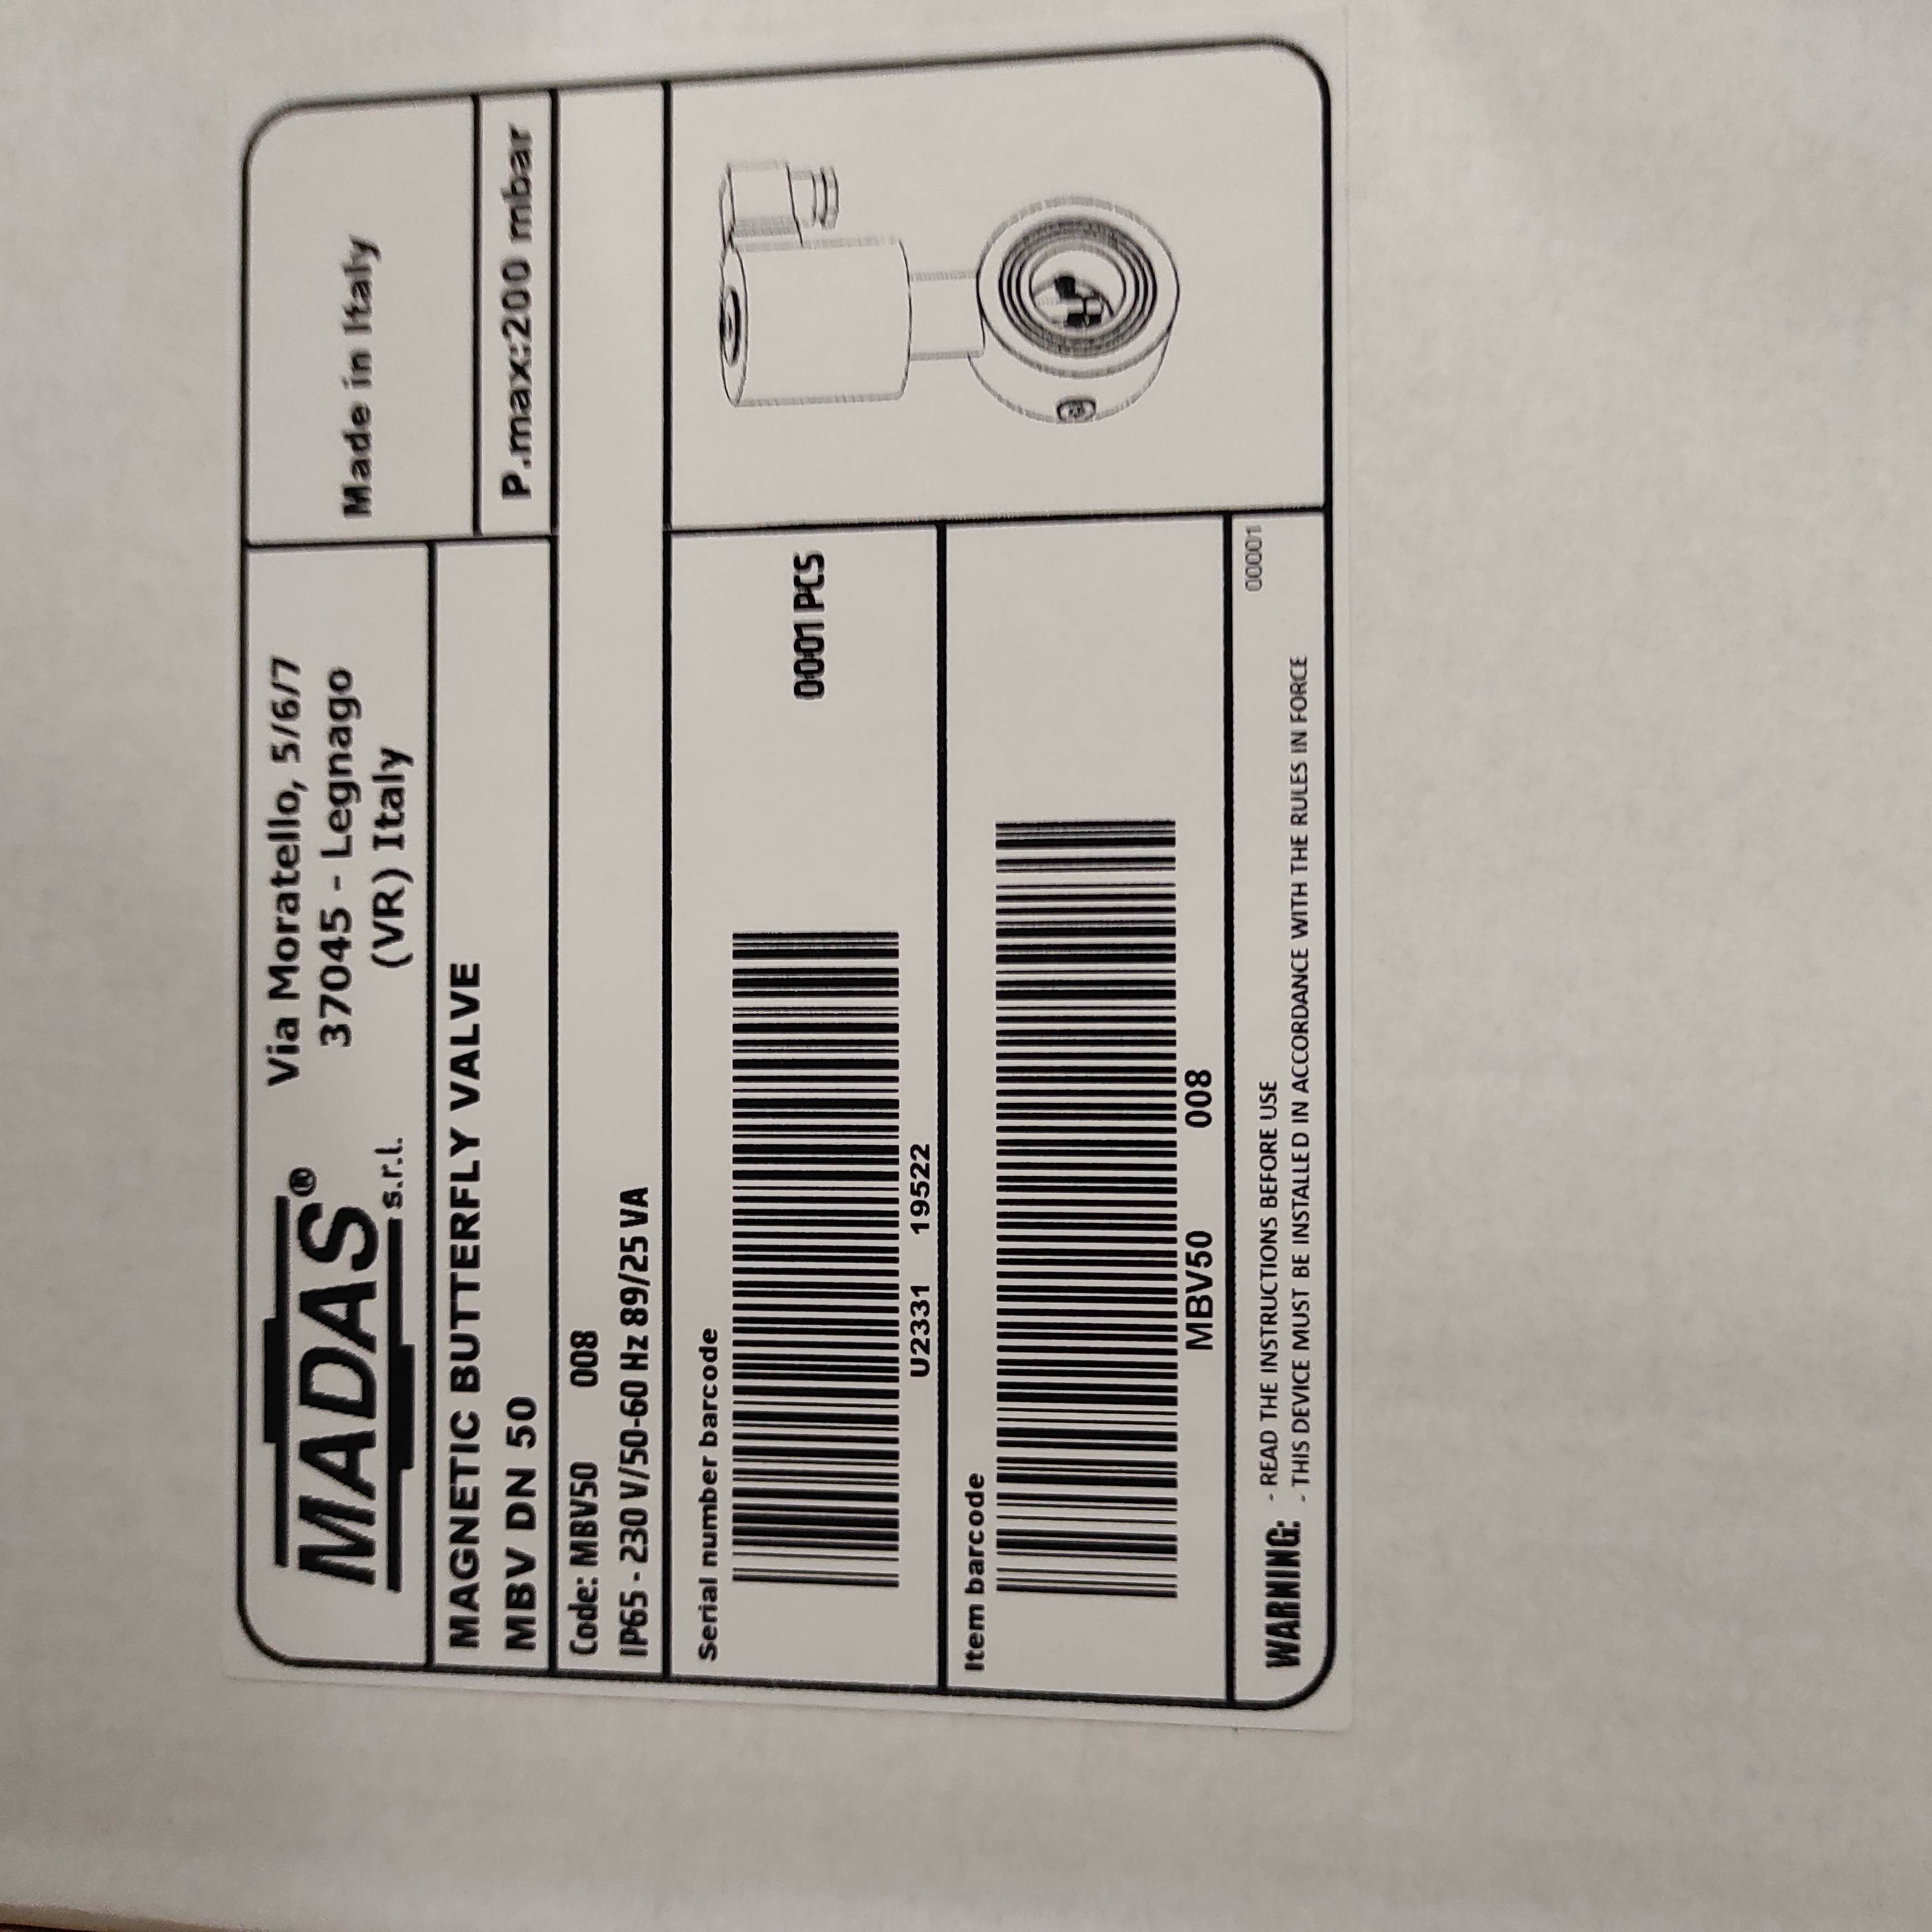 MADAS®
s.r.l.
Via Moratello, 5/6/7
37045 - Legnago
(VR) Italy
Made in Italy
MAGNETIC BUTTERFLY VALVE
MBV DN 50
P.max:200 mbar
Code: MBV50 008
IP65 - 230 V/50-60 Hz 89/25 VA
Serial number barcode
0001 PCS
U2331 19522
Item barcode
MBV50 008
00001
WARNING: - READ THE INSTRUCTIONS BEFORE USE
- THIS DEVICE MUST BE INSTALLED IN ACCORDANCE WITH THE RULES IN FORCE